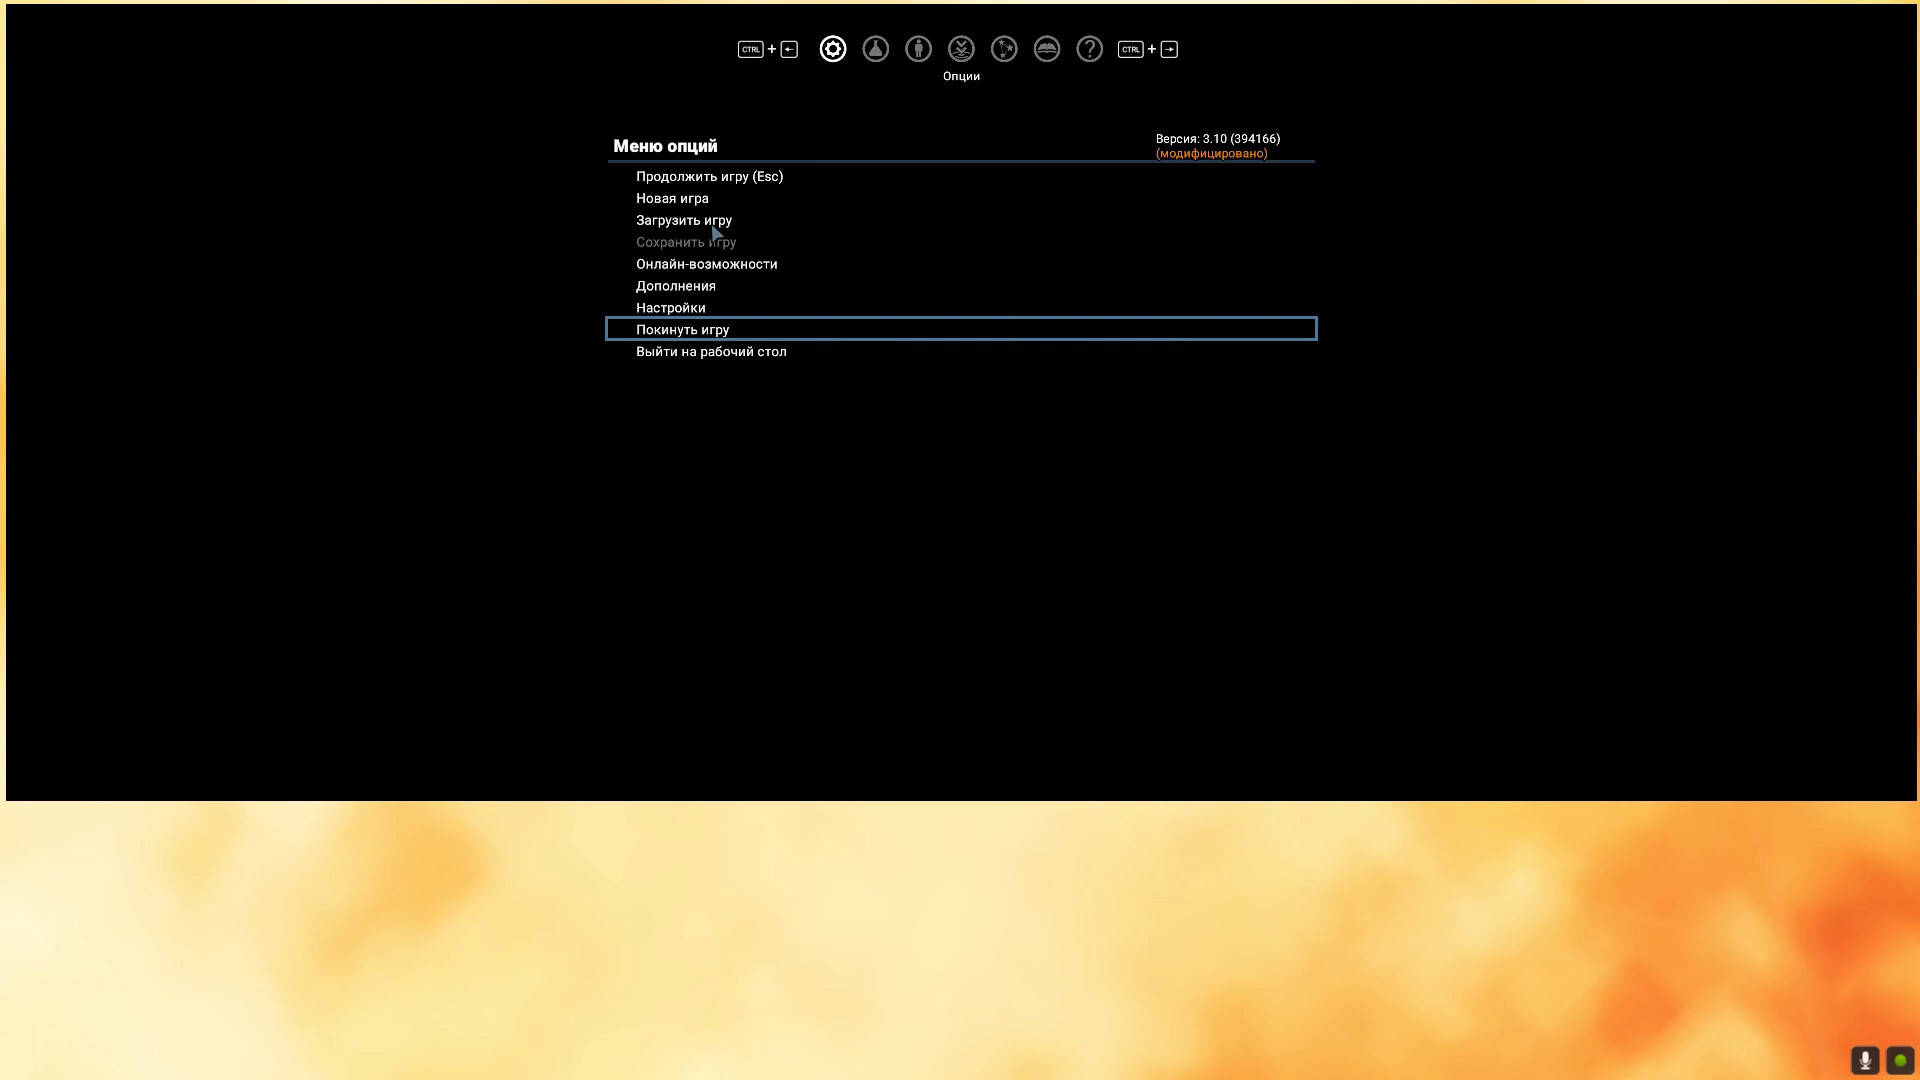 CTRL + ← CTRL + →
Опции
Меню опций
Версия: 3.10 (394166)
(модифицировано)
Продолжить игру (Esc)
Новая игра
Загрузить игру
Сохранить игру
Онлайн-возможности
Дополнения
Настройки
Покинуть игру
Выйти на рабочий стол